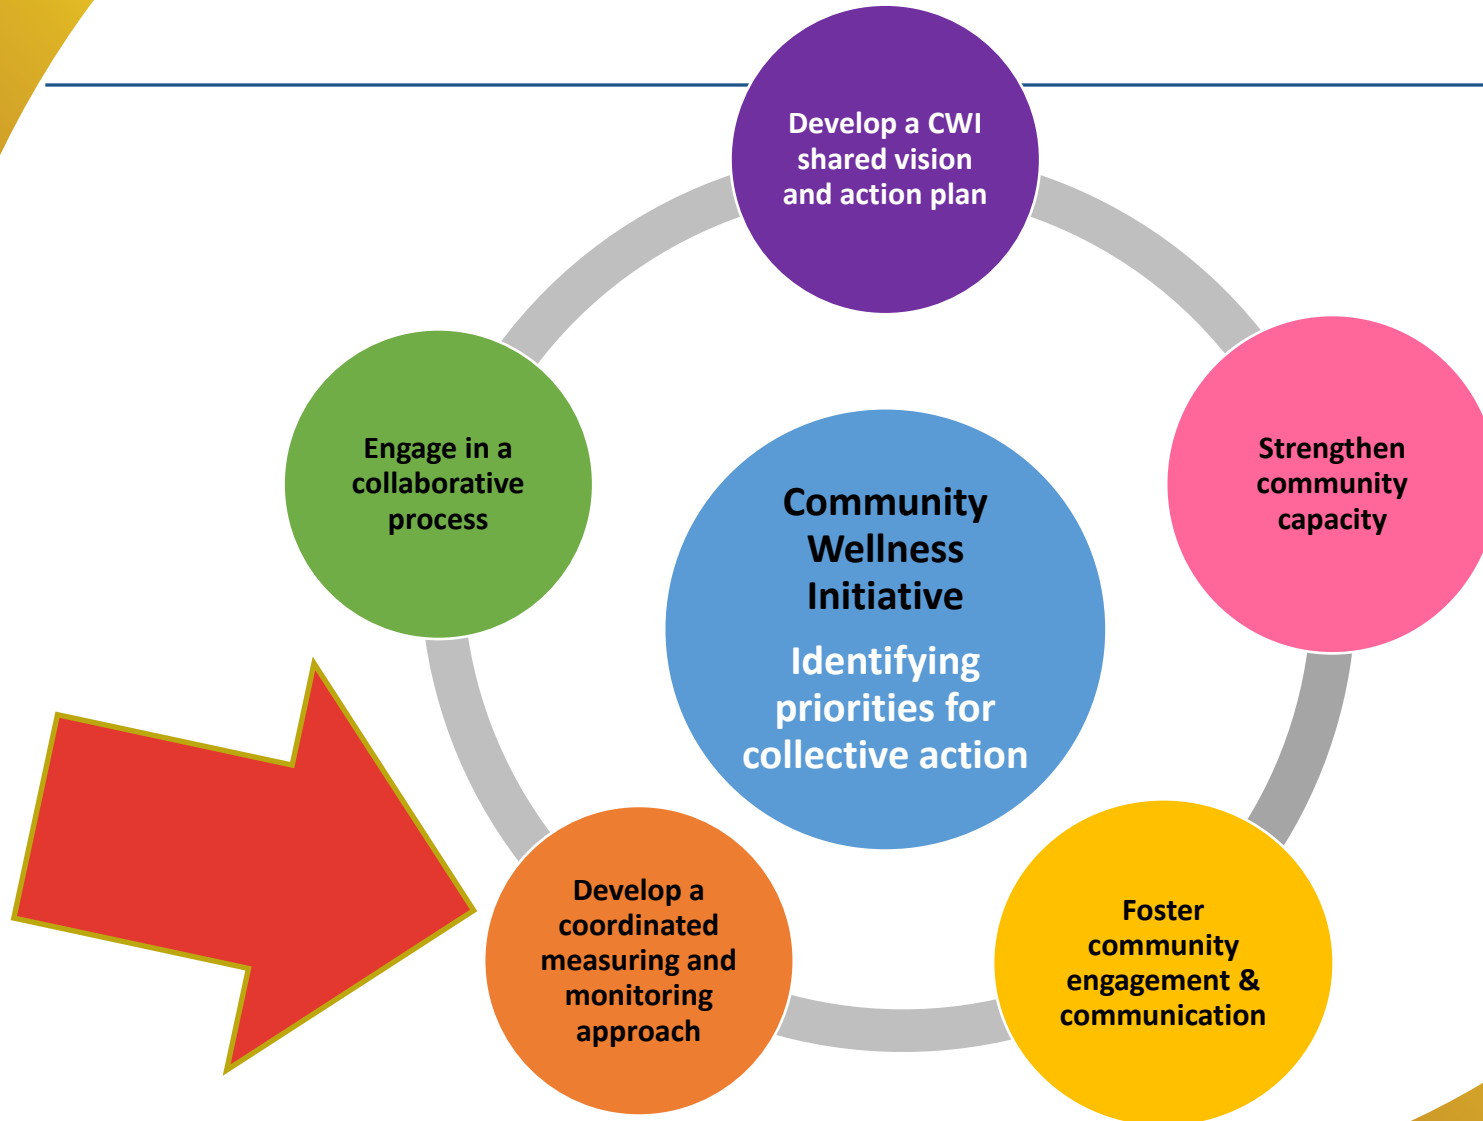 Develop a CWI
shared vision
and action plan
Engage in a
collaborative
process
Strengthen
community
capacity
Community
Wellness
Initiative
Identifying
priorities for
collective action
Develop a
coordinated
measuring and
monitoring
approach
Foster
community
engagement &
communication